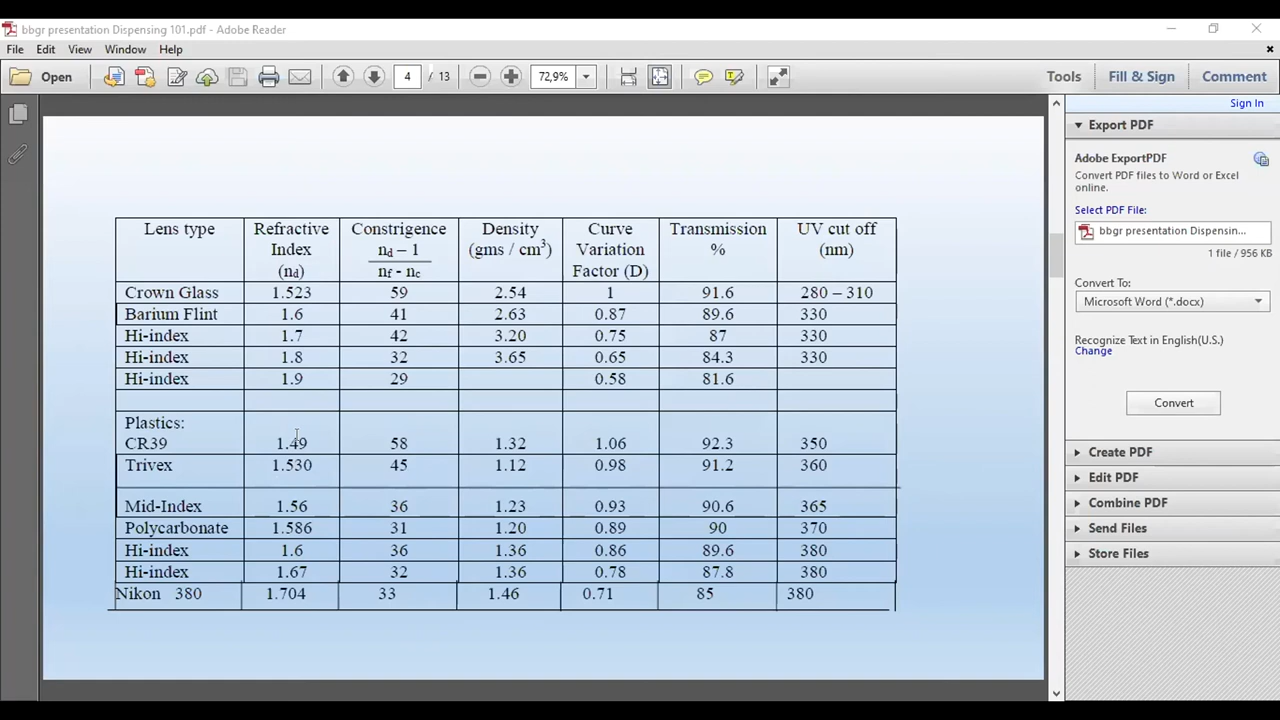 bbgr presentation Dispensing 101.pdf - Adobe Reader
File Edit View Window Help
Open 4 / 13 72,9% Tools Fill & Sign Comment
Sign In
Export PDF
Adobe ExportPDF
Convert PDF files to Word or Excel
online.
Select PDF File:
bbgr presentation Dispensin...
1 file / 956 KB
Convert To:
Microsoft Word (*.docx)
Recognize Text in English(U.S.)
Change
Convert
Create PDF
Edit PDF
Combine PDF
Send Files
Store Files
Lens type Refractive Constrigence Density Curve Transmission UV cut off
Index nd – 1 (gms / cm3) Variation % (nm)
(nd) nf - nc Factor (D)
Crown Glass 1.523 59 2.54 1 91.6 280 – 310
Barium Flint 1.6 41 2.63 0.87 89.6 330
Hi-index 1.7 42 3.20 0.75 87 330
Hi-index 1.8 32 3.65 0.65 84.3 330
Hi-index 1.9 29 0.58 81.6
Plastics:
CR39 1.49 58 1.32 1.06 92.3 350
Trivex 1.530 45 1.12 0.98 91.2 360
Mid-Index 1.56 36 1.23 0.93 90.6 365
Polycarbonate 1.586 31 1.20 0.89 90 370
Hi-index 1.6 36 1.36 0.86 89.6 380
Hi-index 1.67 32 1.36 0.78 87.8 380
Nikon 380 1.704 33 1.46 0.71 85 380